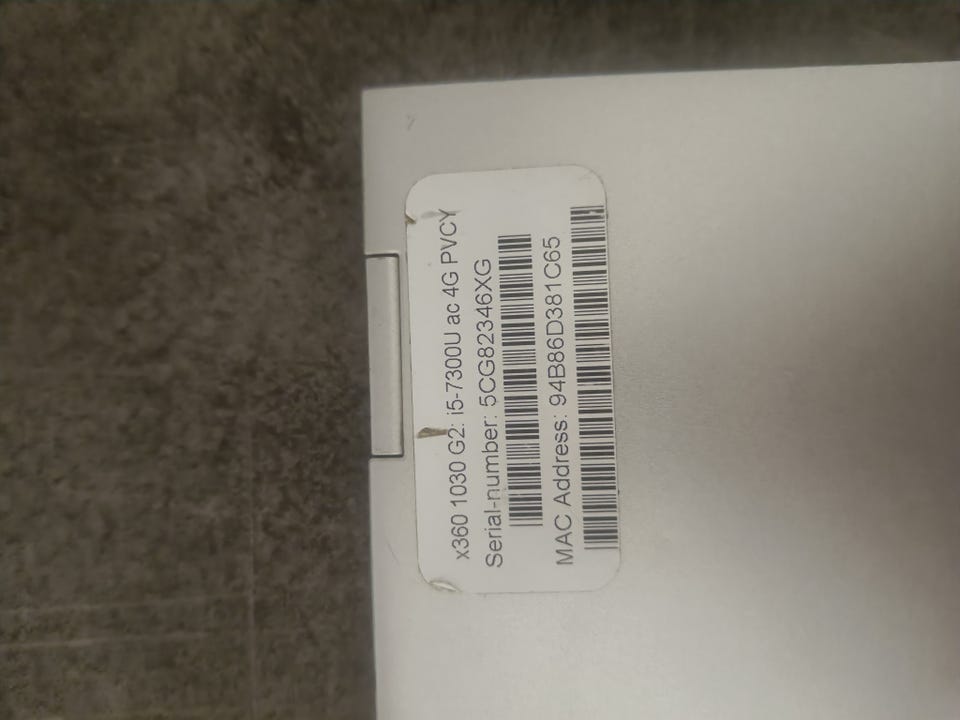 x360 1030 G2: i5-7300U ac 4G PVCY
Serial-number: 5CG82346XG
MAC Address: 94B86D381C65